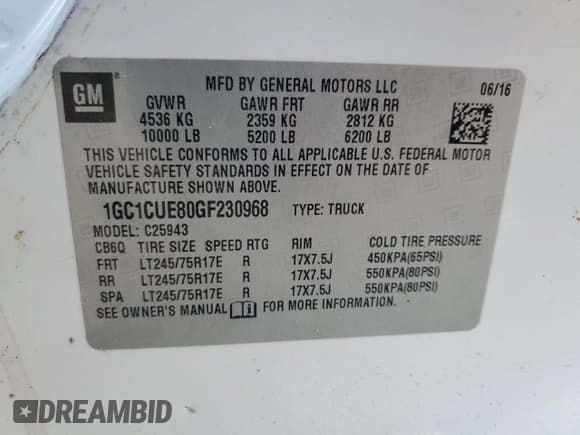 GM
MFD BY GENERAL MOTORS LLC 06/16
GVWR GAWR FRT GAWR RR
4536 KG 2359 KG 2812 KG
10000 LB 5200 LB 6200 LB
THIS VEHICLE CONFORMS TO ALL APPLICABLE U.S. FEDERAL MOTOR
VEHICLE SAFETY STANDARDS IN EFFECT ON THE DATE OF
MANUFACTURE SHOWN ABOVE.
1GC1CUE80GF230968 TYPE: TRUCK
MODEL: C25943
CB6Q TIRE SIZE SPEED RTG RIM COLD TIRE PRESSURE
FRT LT245/75R17E R 17X7.5J 450KPA(65PSI)
RR LT245/75R17E R 17X7.5J 550KPA(80PSI)
SPA LT245/75R17E R 17X7.5J 550KPA(80PSI)
SEE OWNER'S MANUAL FOR MORE INFORMATION.
DREAMBID